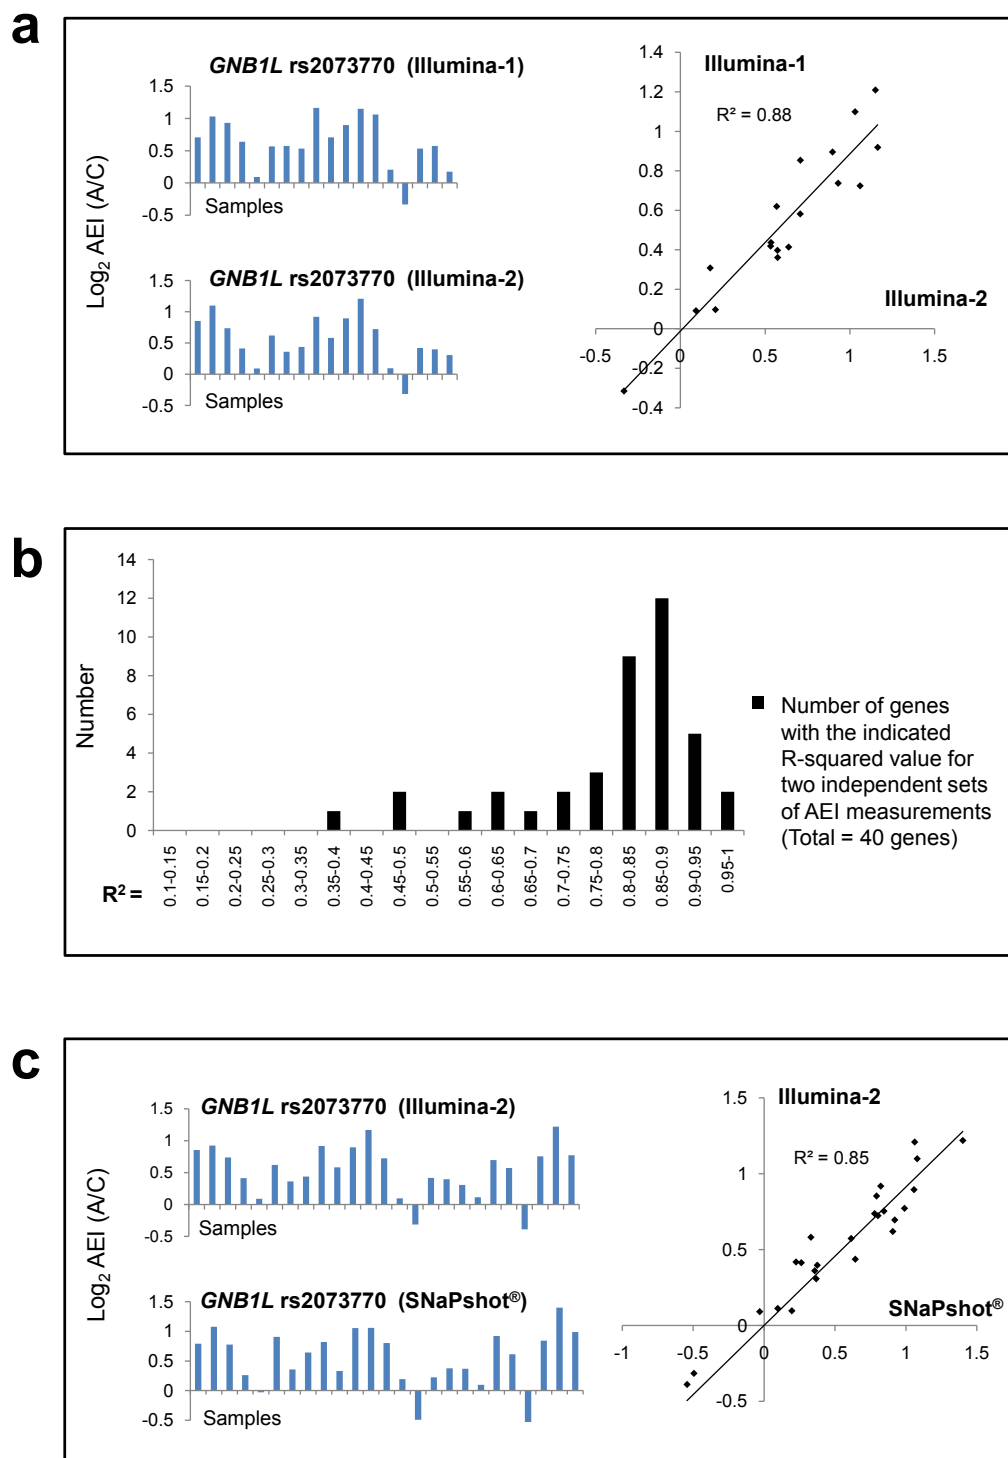 a
GNB1L rs2073770 (Illumina-1)
Log2 AEI (A/C)
1.5
1
0.5
0
-0.5
Samples
GNB1L rs2073770 (Illumina-2)
1.5
1
0.5
0
-0.5
Samples
Illumina-1
R² = 0.88
1.4
1.2
1
0.8
0.6
0.4
0.2
0
-0.2
-0.4
-0.5
0
0.5
1
1.5
Illumina-2
b
Number
14
12
10
8
6
4
2
0
R² =
0.1-0.15
0.15-0.2
0.2-0.25
0.25-0.3
0.3-0.35
0.35-0.4
0.4-0.45
0.45-0.5
0.5-0.55
0.55-0.6
0.6-0.65
0.65-0.7
0.7-0.75
0.75-0.8
0.8-0.85
0.85-0.9
0.9-0.95
0.95-1
Number of genes
with the indicated
R-squared value for
two independent sets
of AEI measurements
(Total = 40 genes)
c
GNB1L rs2073770 (Illumina-2)
Log2 AEI (A/C)
1.5
1
0.5
0
-0.5
Samples
GNB1L rs2073770 (SNaPshot®)
1.5
1
0.5
0
-0.5
Samples
Illumina-2
R² = 0.85
1.5
1
0.5
0
-0.5
-1
-0.5
0
0.5
1
1.5
SNaPshot®